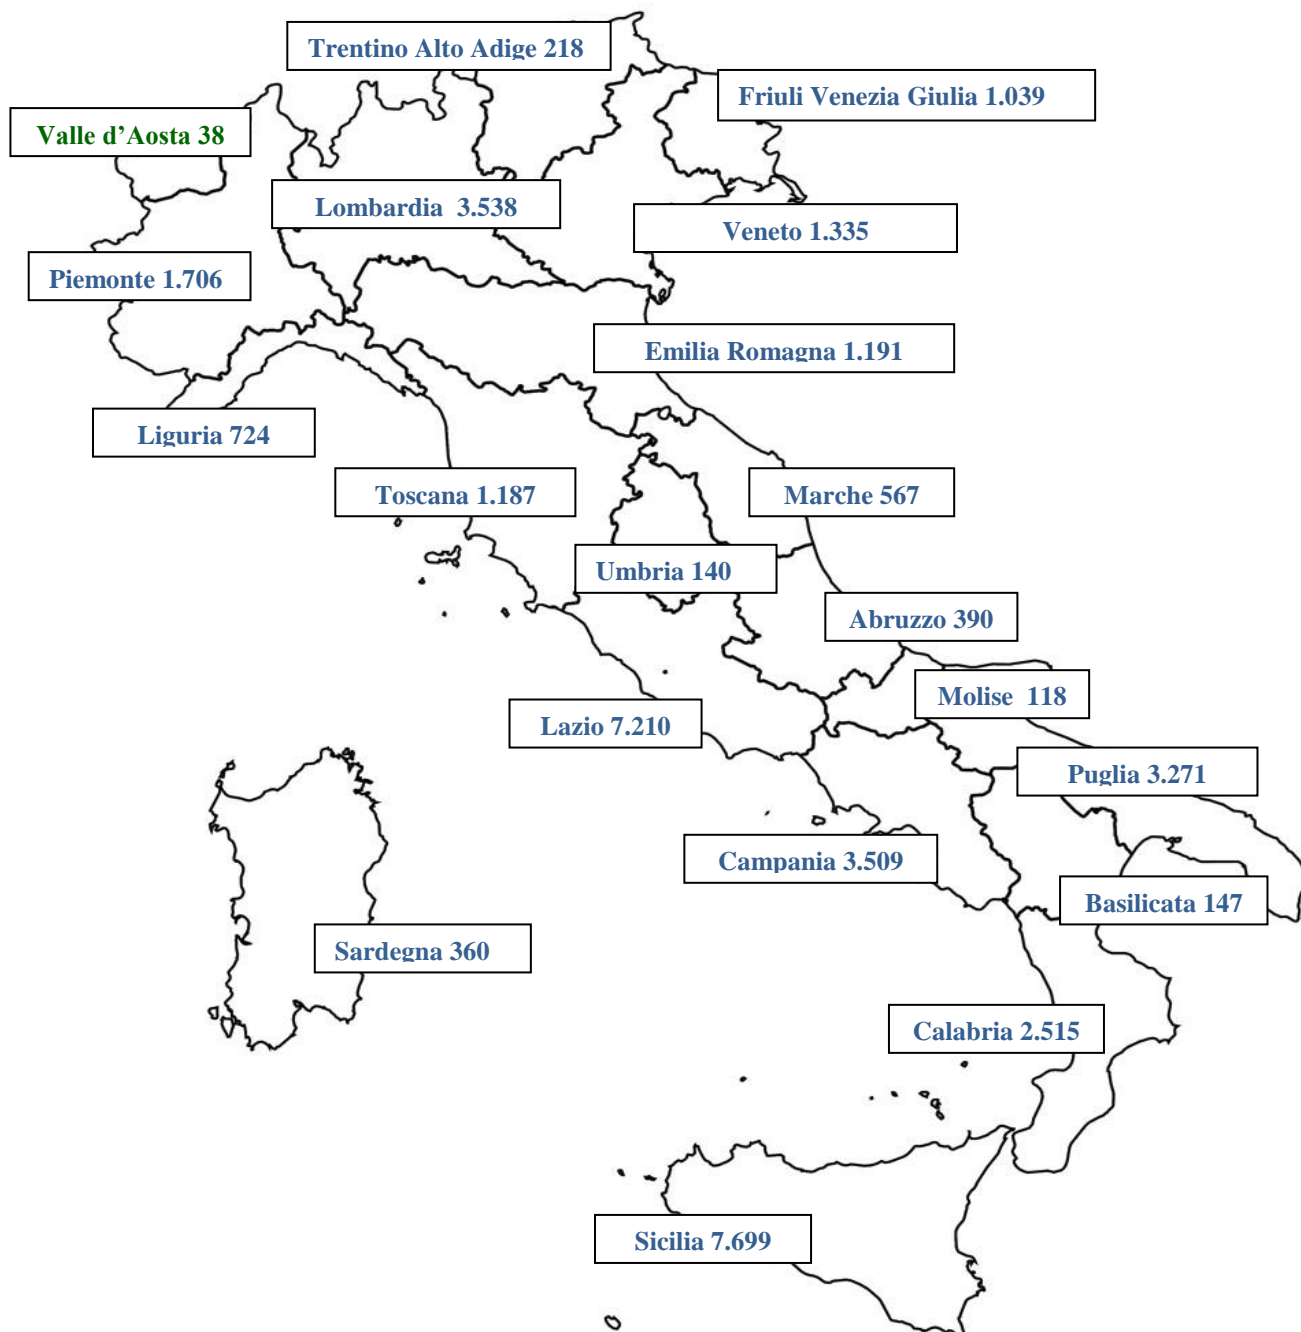 Trentino Alto Adige 218
Friuli Venezia Giulia 1.039
Valle d’Aosta 38
Lombardia 3.538
Veneto 1.335
Piemonte 1.706
Emilia Romagna 1.191
Liguria 724
Toscana 1.187
Marche 567
Umbria 140
Abruzzo 390
Molise 118
Lazio 7.210
Puglia 3.271
Campania 3.509
Basilicata 147
Sardegna 360
Calabria 2.515
Sicilia 7.699